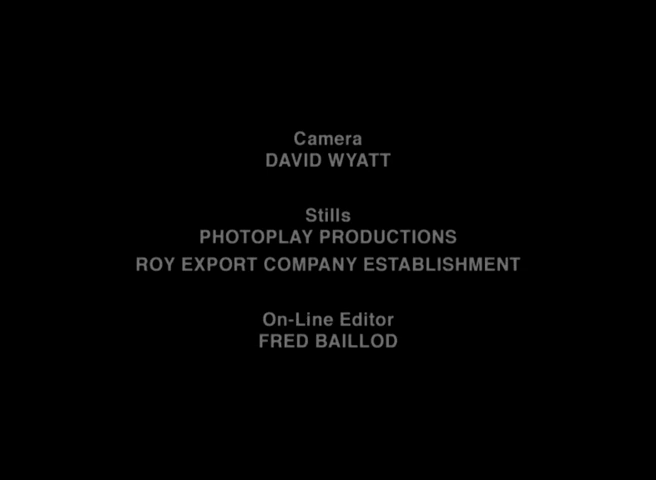 Camera
DAVID WYATT
Stills
PHOTOPLAY PRODUCTIONS
ROY EXPORT COMPANY ESTABLISHMENT
On-Line Editor
FRED BAILLOD